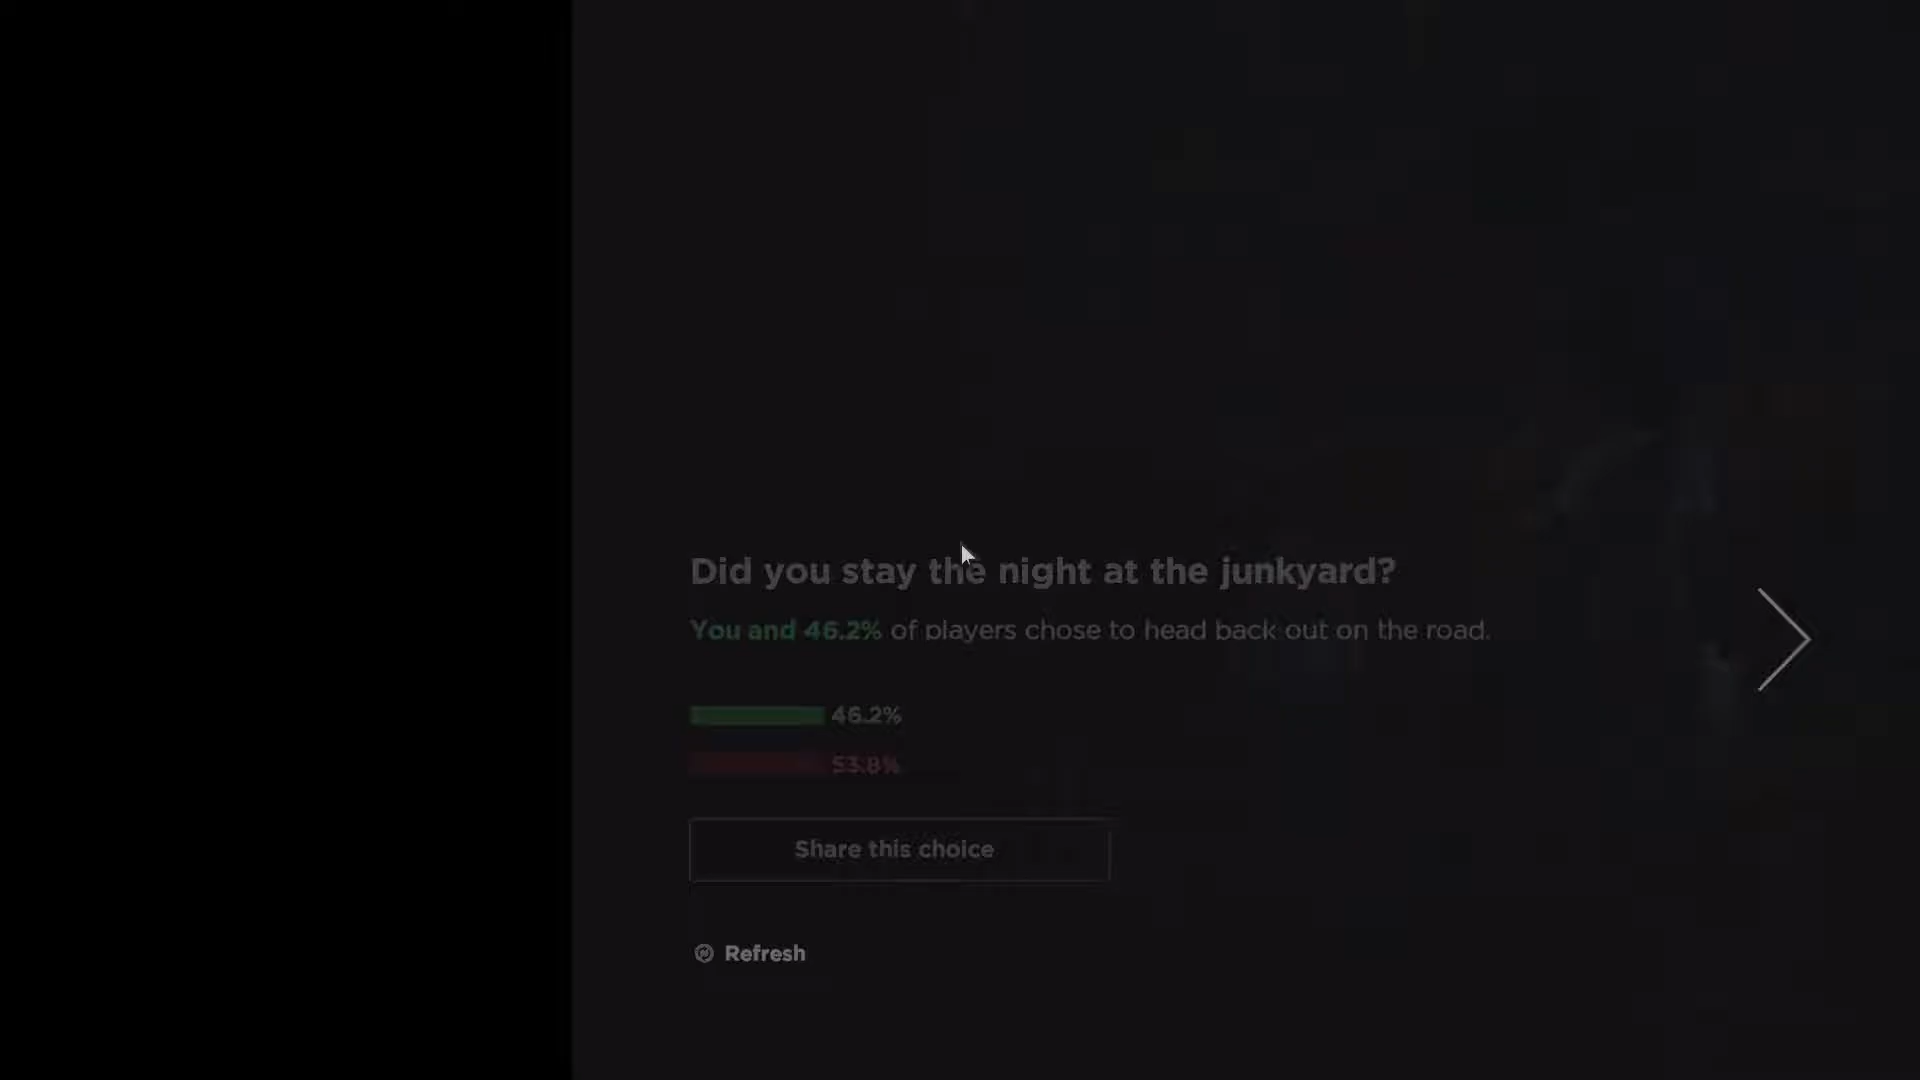 Did you stay the night at the junkyard?
You and 46.2% of players chose to head back out on the road.
46.2%
53.8%
Share this choice
Refresh